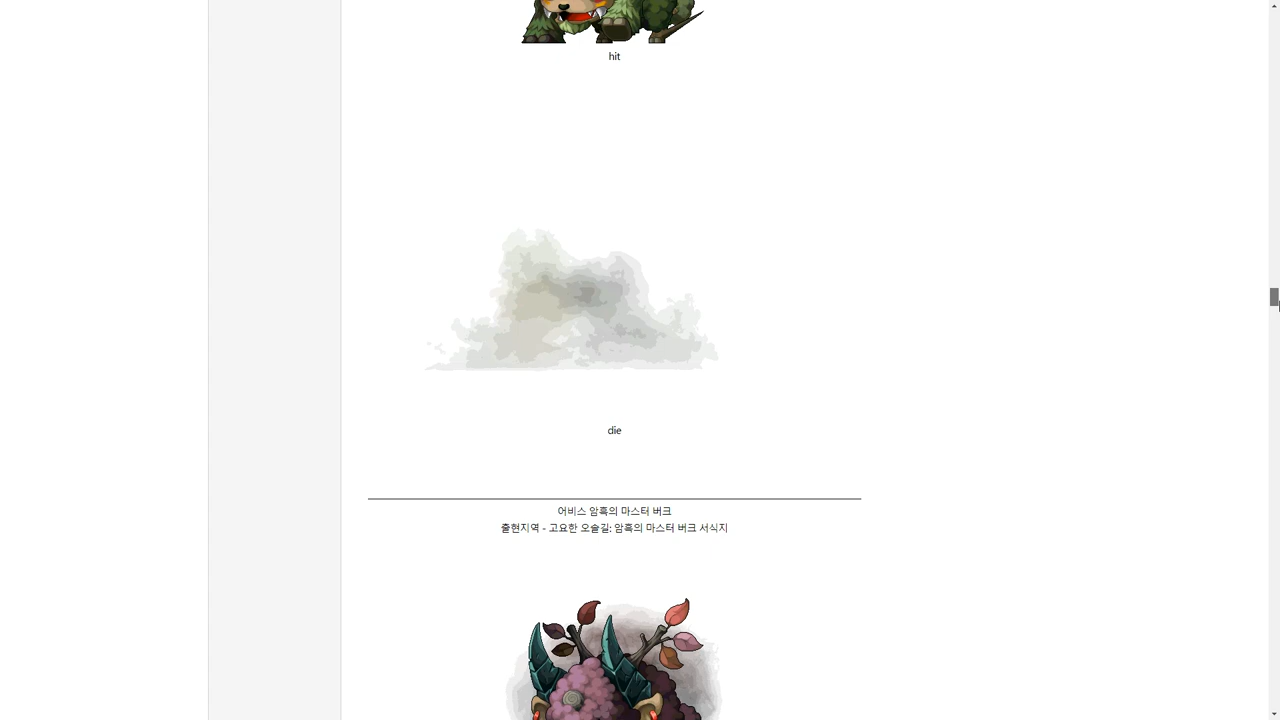 hit
die
어비스 암흑의 마스터 버크
출현지역 - 고요한 오솔길: 암흑의 마스터 버크 서식지